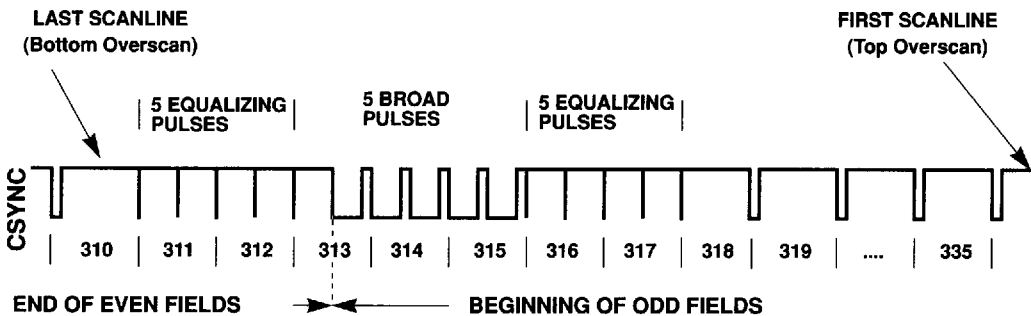 LAST SCANLINE
(Bottom Overscan)
FIRST SCANLINE
(Top Overscan)
5 EQUALIZING
PULSES
5 BROAD
PULSES
5 EQUALIZING
PULSES
CSYNC
310 311 312 313 314 315 316 317 318 319 .... 335
END OF EVEN FIELDS
BEGINNING OF ODD FIELDS